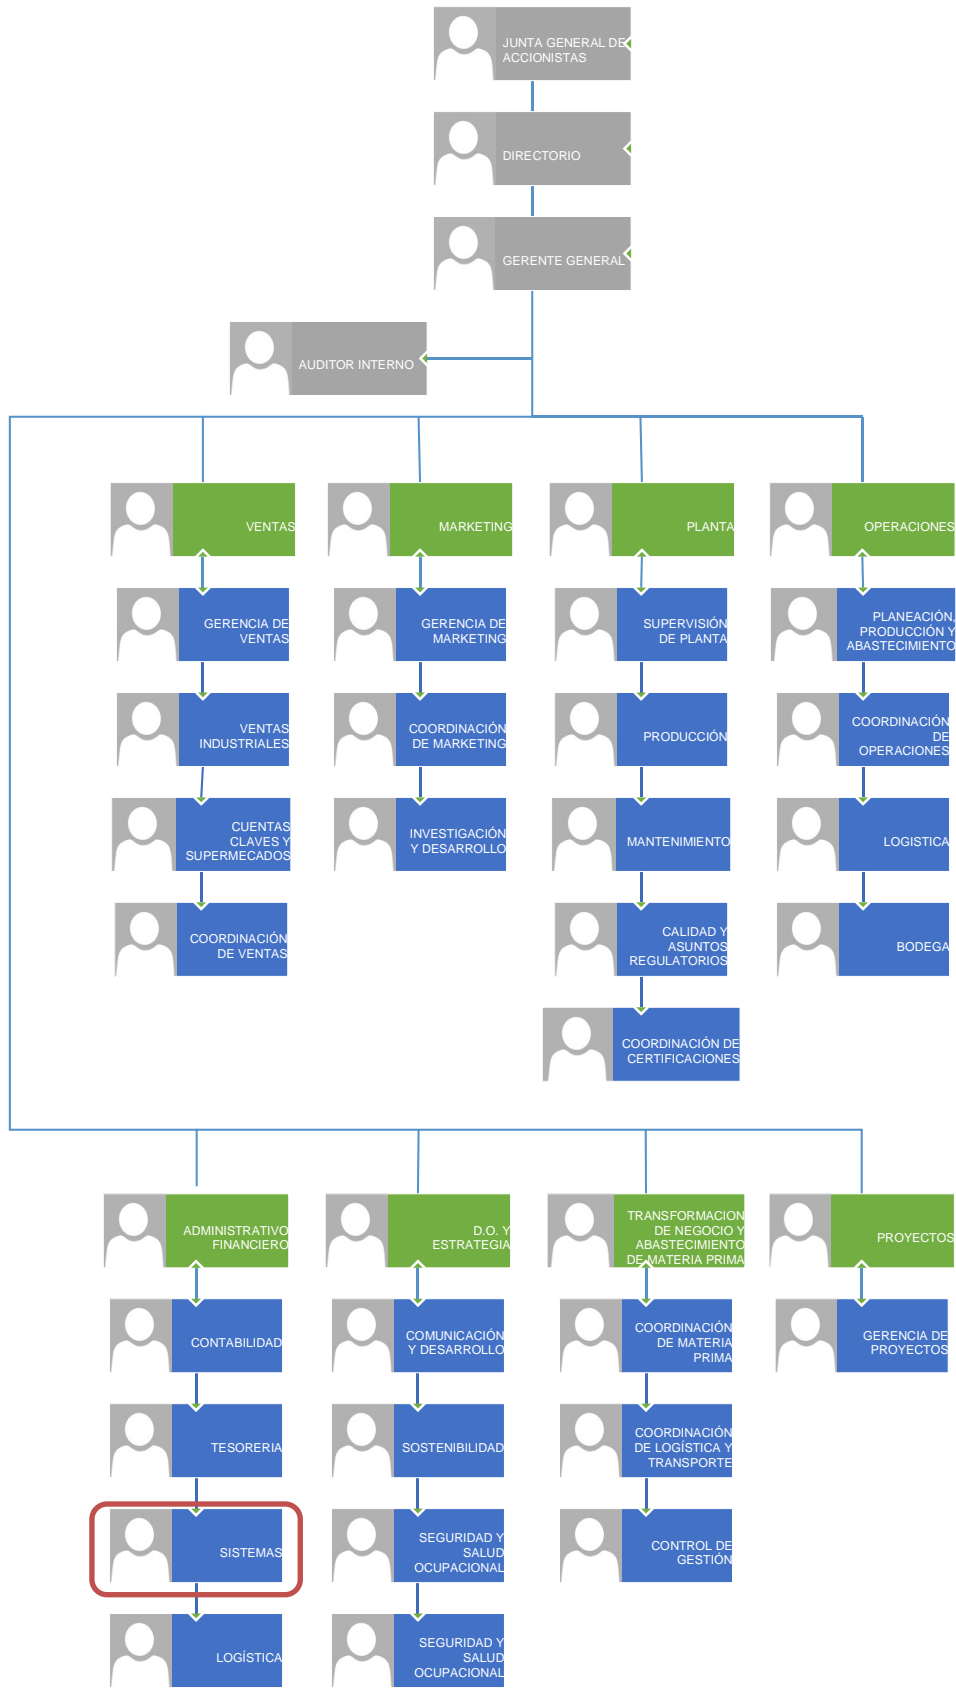 JUNTA GENERAL DE
ACCIONISTAS
DIRECTORIO
GERENTE GENERAL
AUDITOR INTERNO
VENTAS
MARKETING
PLANTA
OPERACIONES
GERENCIA DE
VENTAS
GERENCIA DE
MARKETING
SUPERVISIÓN
DE PLANTA
PLANEACIÓN,
PRODUCCIÓN Y
ABASTECIMIENTO
VENTAS
INDUSTRIALES
COORDINACIÓN
DE MARKETING
PRODUCCIÓN
COORDINACIÓN
DE
OPERACIONES
CUENTAS
CLAVES Y
SUPERMECADOS
INVESTIGACIÓN
Y DESARROLLO
MANTENIMIENTO
LOGISTICA
COORDINACIÓN
DE VENTAS
CALIDAD Y
ASUNTOS
REGULATORIOS
BODEGA
COORDINACIÓN DE
CERTIFICACIONES
ADMINISTRATIVO
FINANCIERO
D.O. Y
ESTRATEGIA
TRANSFORMACION
DE NEGOCIO Y
ABASTECIMIENTO
DE MATERIA PRIMA
PROYECTOS
CONTABILIDAD
COMUNICACIÓN
Y DESARROLLO
COORDINACIÓN
DE MATERIA
PRIMA
GERENCIA DE
PROYECTOS
TESORERIA
SOSTENIBILIDAD
COORDINACIÓN
DE LOGÍSTICA Y
TRANSPORTE
SISTEMAS
SEGURIDAD Y
SALUD
OCUPACIONAL
CONTROL DE
GESTIÓN
LOGÍSTICA
SEGURIDAD Y
SALUD
OCUPACIONAL